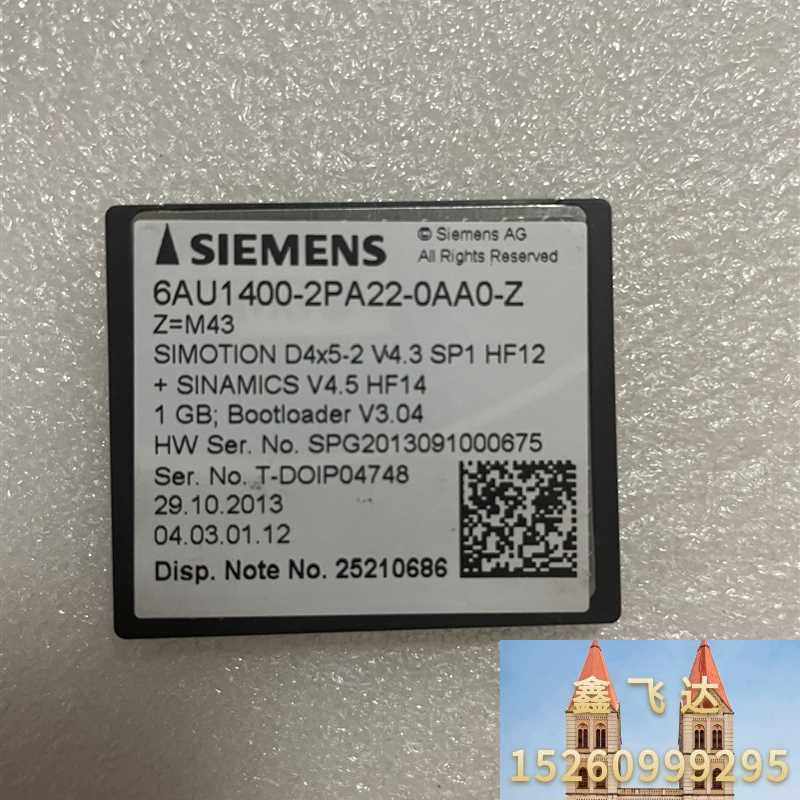 SIEMENS
© Siemens AG
All Rights Reserved
6AU1400-2PA22-0AA0-Z
Z=M43
SIMOTION D4x5-2 V4.3 SP1 HF12
+ SINAMICS V4.5 HF14
1 GB; Bootloader V3.04
HW Ser. No. SPG2013091000675
Ser. No. T-DOIP04748
29.10.2013
04.03.01.12
Disp. Note No. 25210686
鑫飞达
15260999295